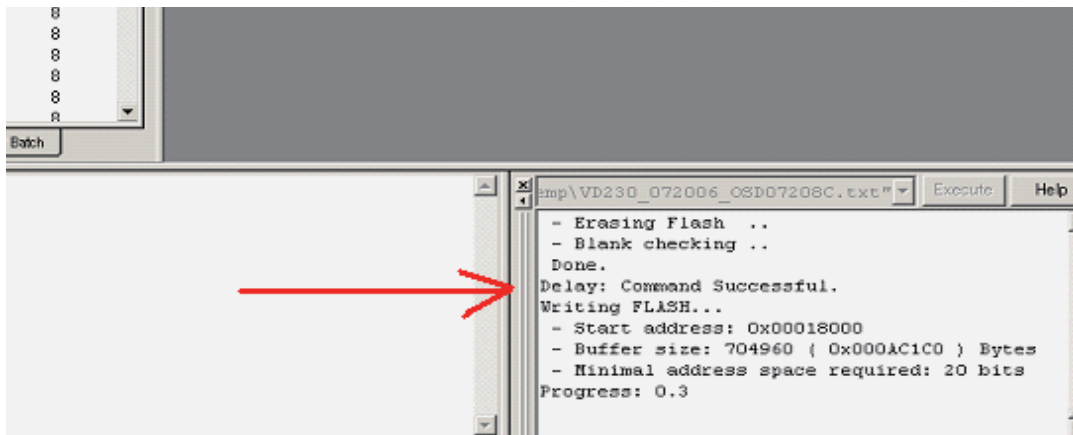 8
8
8
8
8
8
Batch
emp\VD230_072006_OSD07208C.txt"
Execute
Help
- Erasing Flash ..
- Blank checking ..
Done.
Delay: Command Successful.
Writing FLASH...
- Start address: 0x00018000
- Buffer size: 704960 ( 0x000AC1C0 ) Bytes
- Minimal address space required: 20 bits
Progress: 0.3